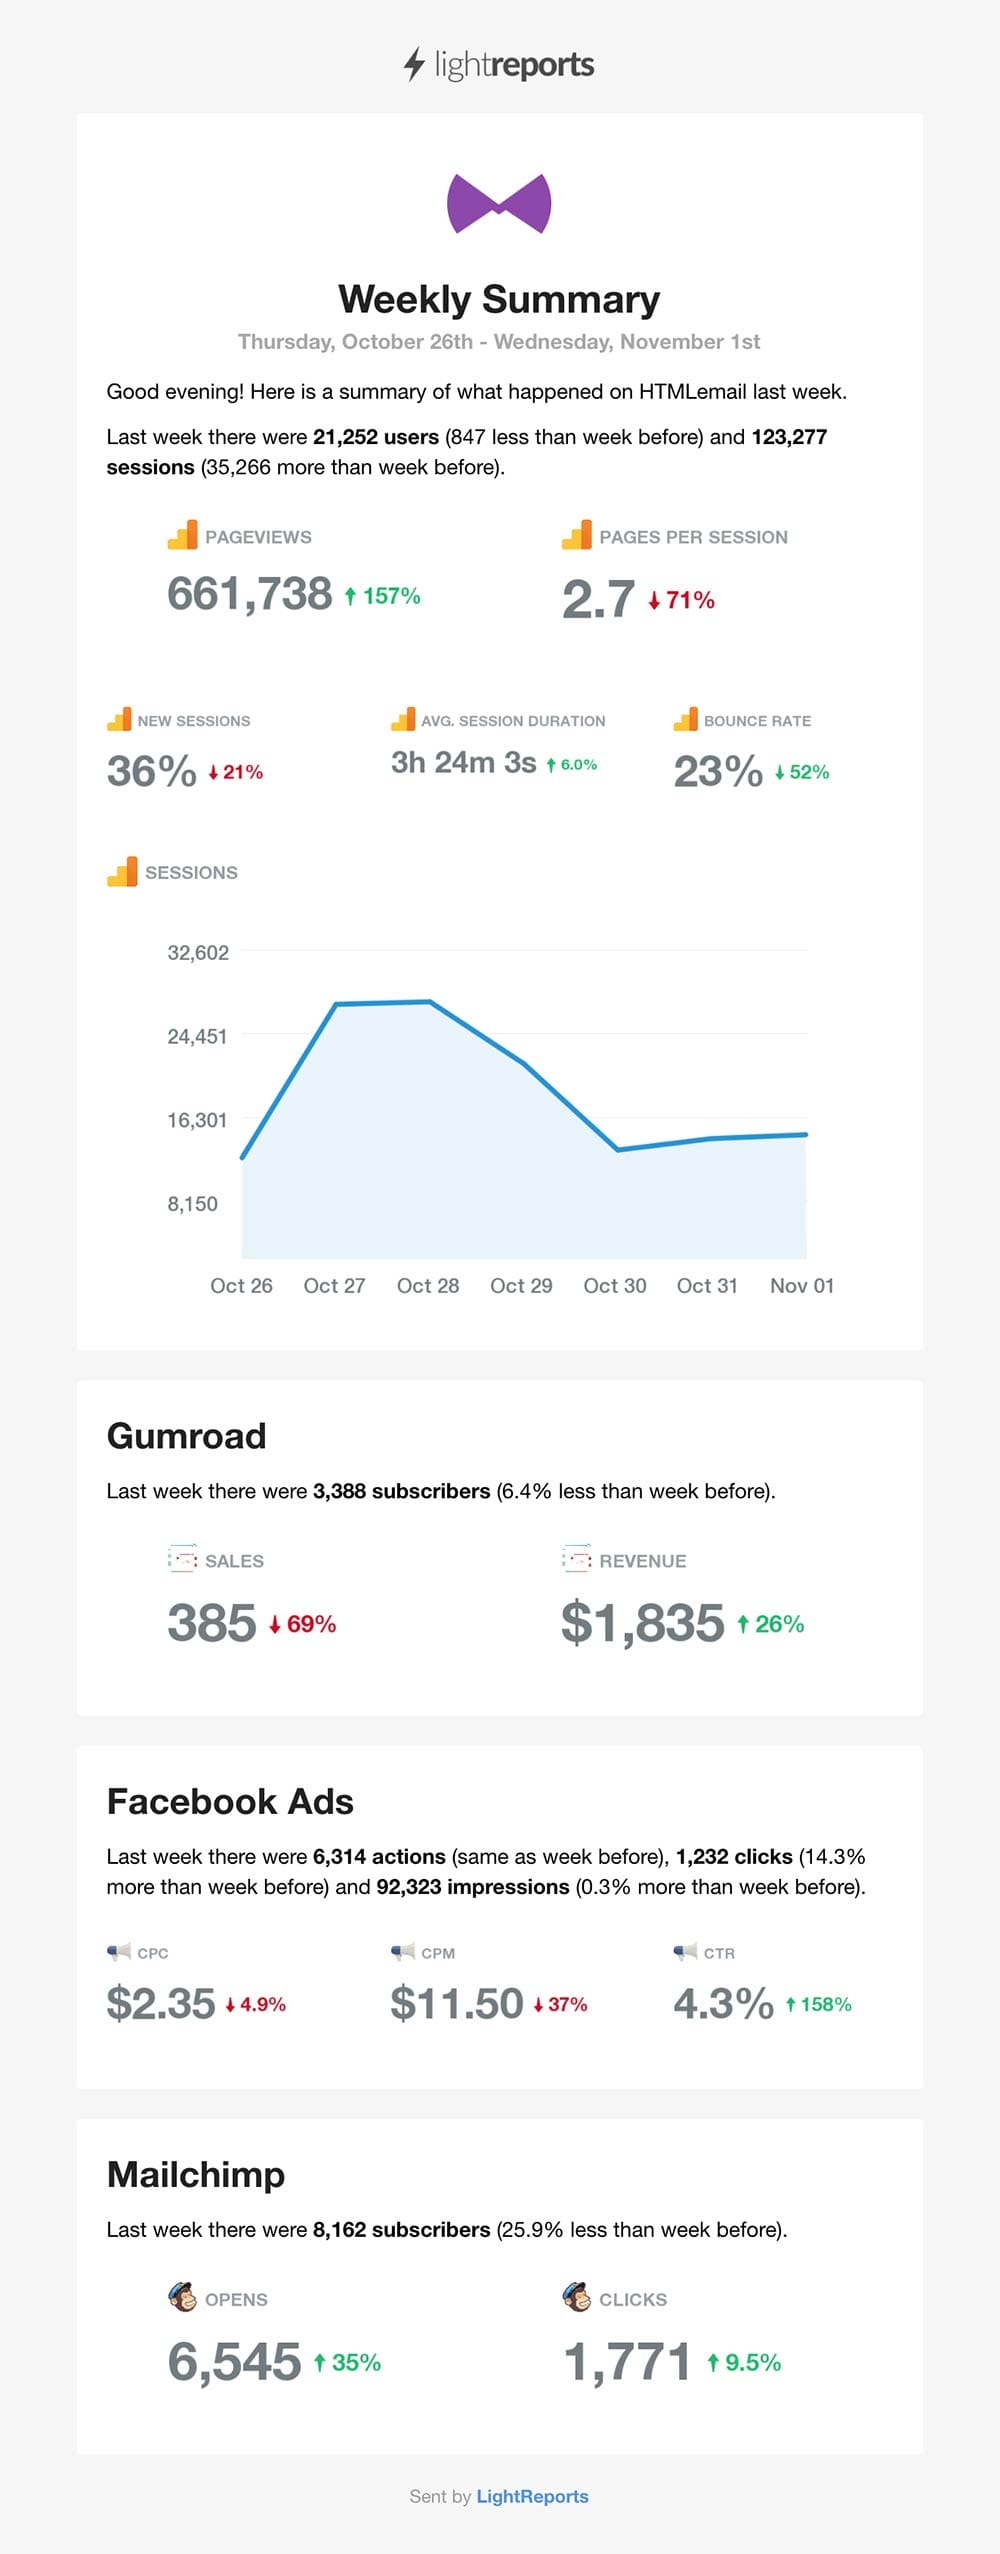 lightreports
Weekly Summary
Thursday, October 26th - Wednesday, November 1st
Good evening! Here is a summary of what happened on HTMLemail last week.
Last week there were 21,252 users (847 less than week before) and 123,277
sessions (35,266 more than week before).
PAGEVIEWS PAGES PER SESSION
661,738 157% 2.7 71%
NEW SESSIONS AVG. SESSION DURATION BOUNCE RATE
36% 21% 3h 24m 3s 6.0% 23% 52%
SESSIONS
32,602
24,451
16,301
8,150
Oct 26 Oct 27 Oct 28 Oct 29 Oct 30 Oct 31 Nov 01
Gumroad
Last week there were 3,388 subscribers (6.4% less than week before).
SALES REVENUE
385 69% $1,835 26%
Facebook Ads
Last week there were 6,314 actions (same as week before), 1,232 clicks (14.3%
more than week before) and 92,323 impressions (0.3% more than week before).
CPC CPM CTR
$2.35 4.9% $11.50 37% 4.3% 158%
Mailchimp
Last week there were 8,162 subscribers (25.9% less than week before).
OPENS CLICKS
6,545 35% 1,771 9.5%
Sent by LightReports